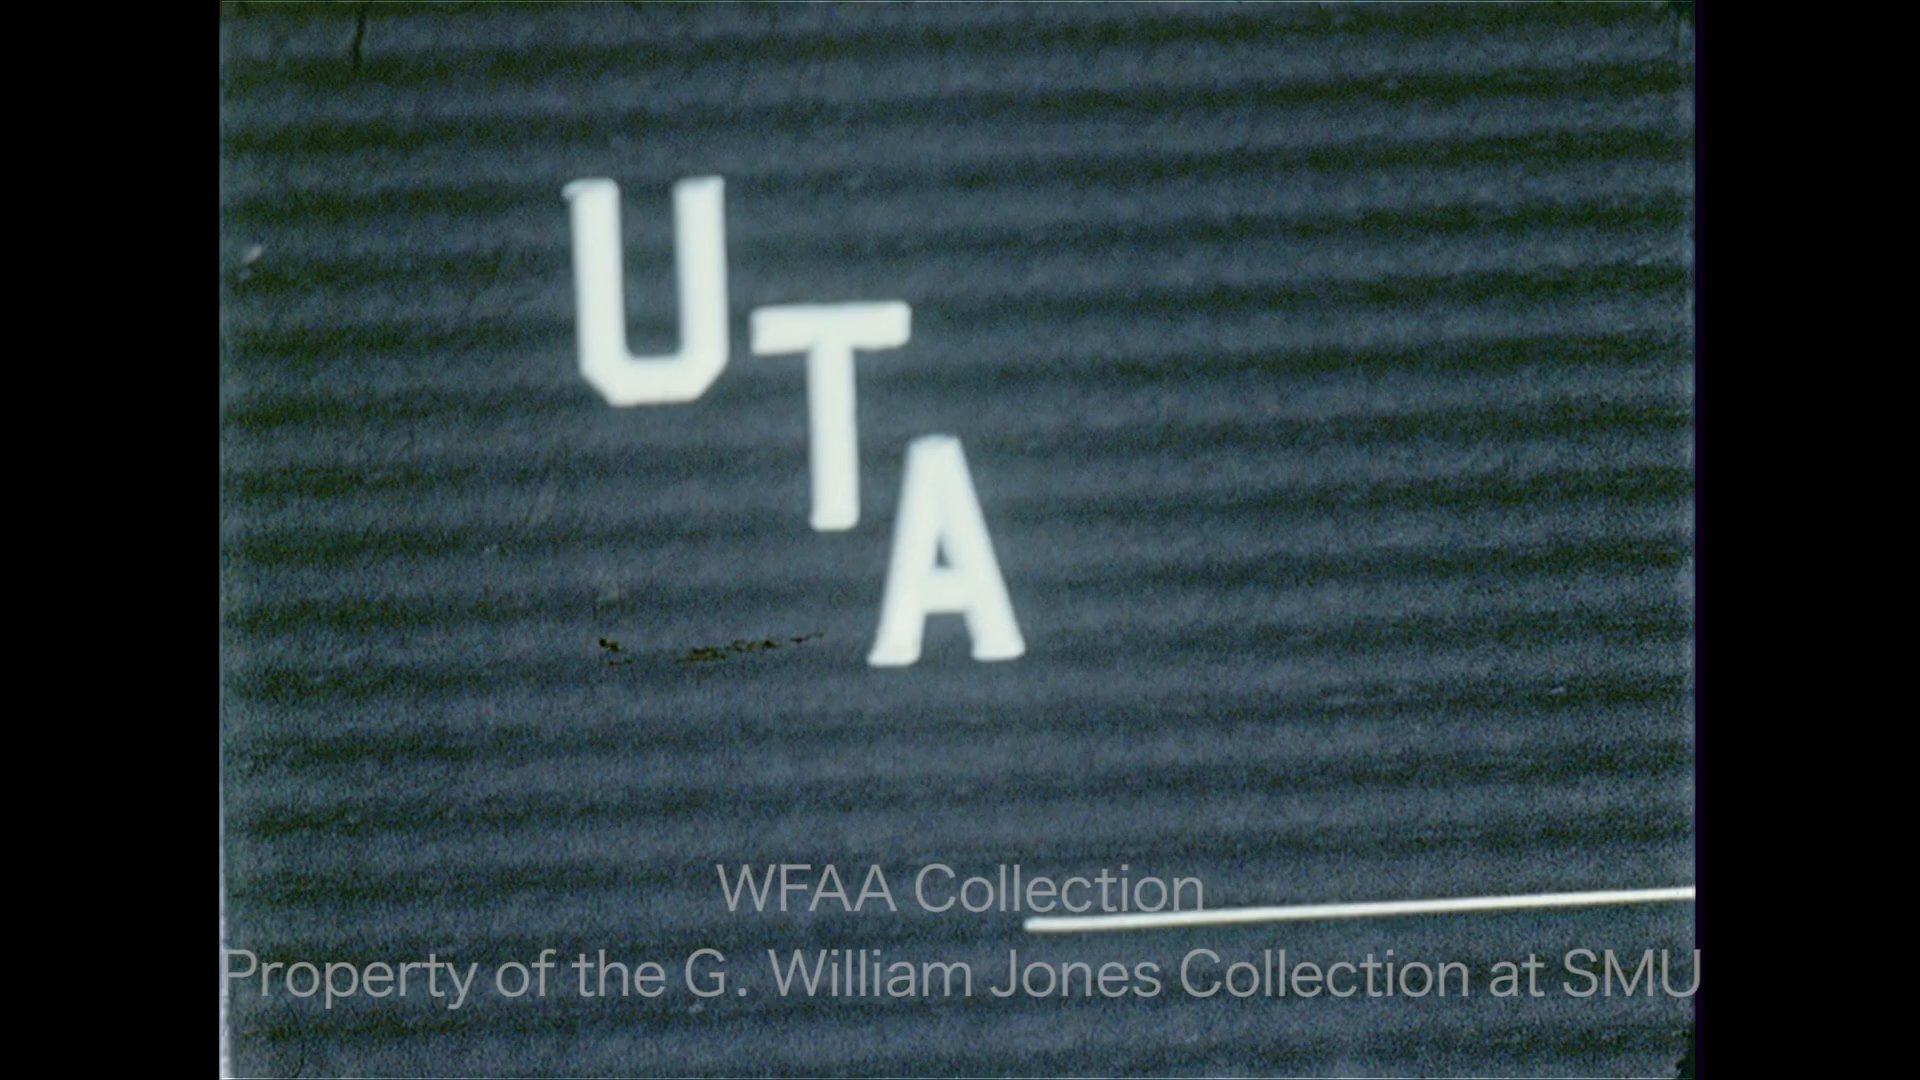 UTA
WFAA Collection
Property of the G. William Jones Collection at SMU